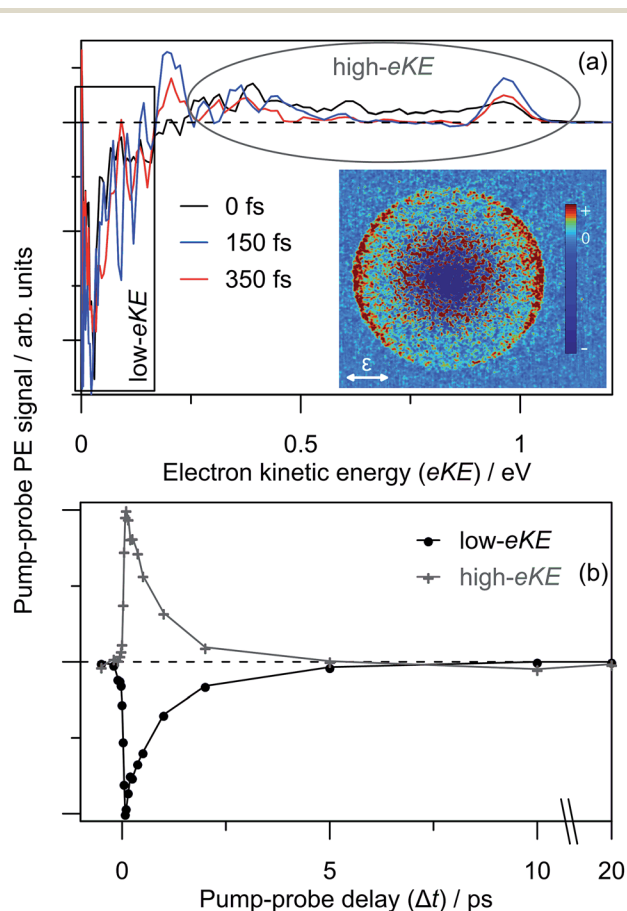 (a)
high-eKE
0 fs
150 fs
350 fs
low-eKE
+
0
-
ε
0
0.5
1
Electron kinetic energy (eKE) / eV
Pump-probe PE signal / arb. units
low-eKE
high-eKE
(b)
0
5
10
20
Pump-probe delay (Δt) / ps